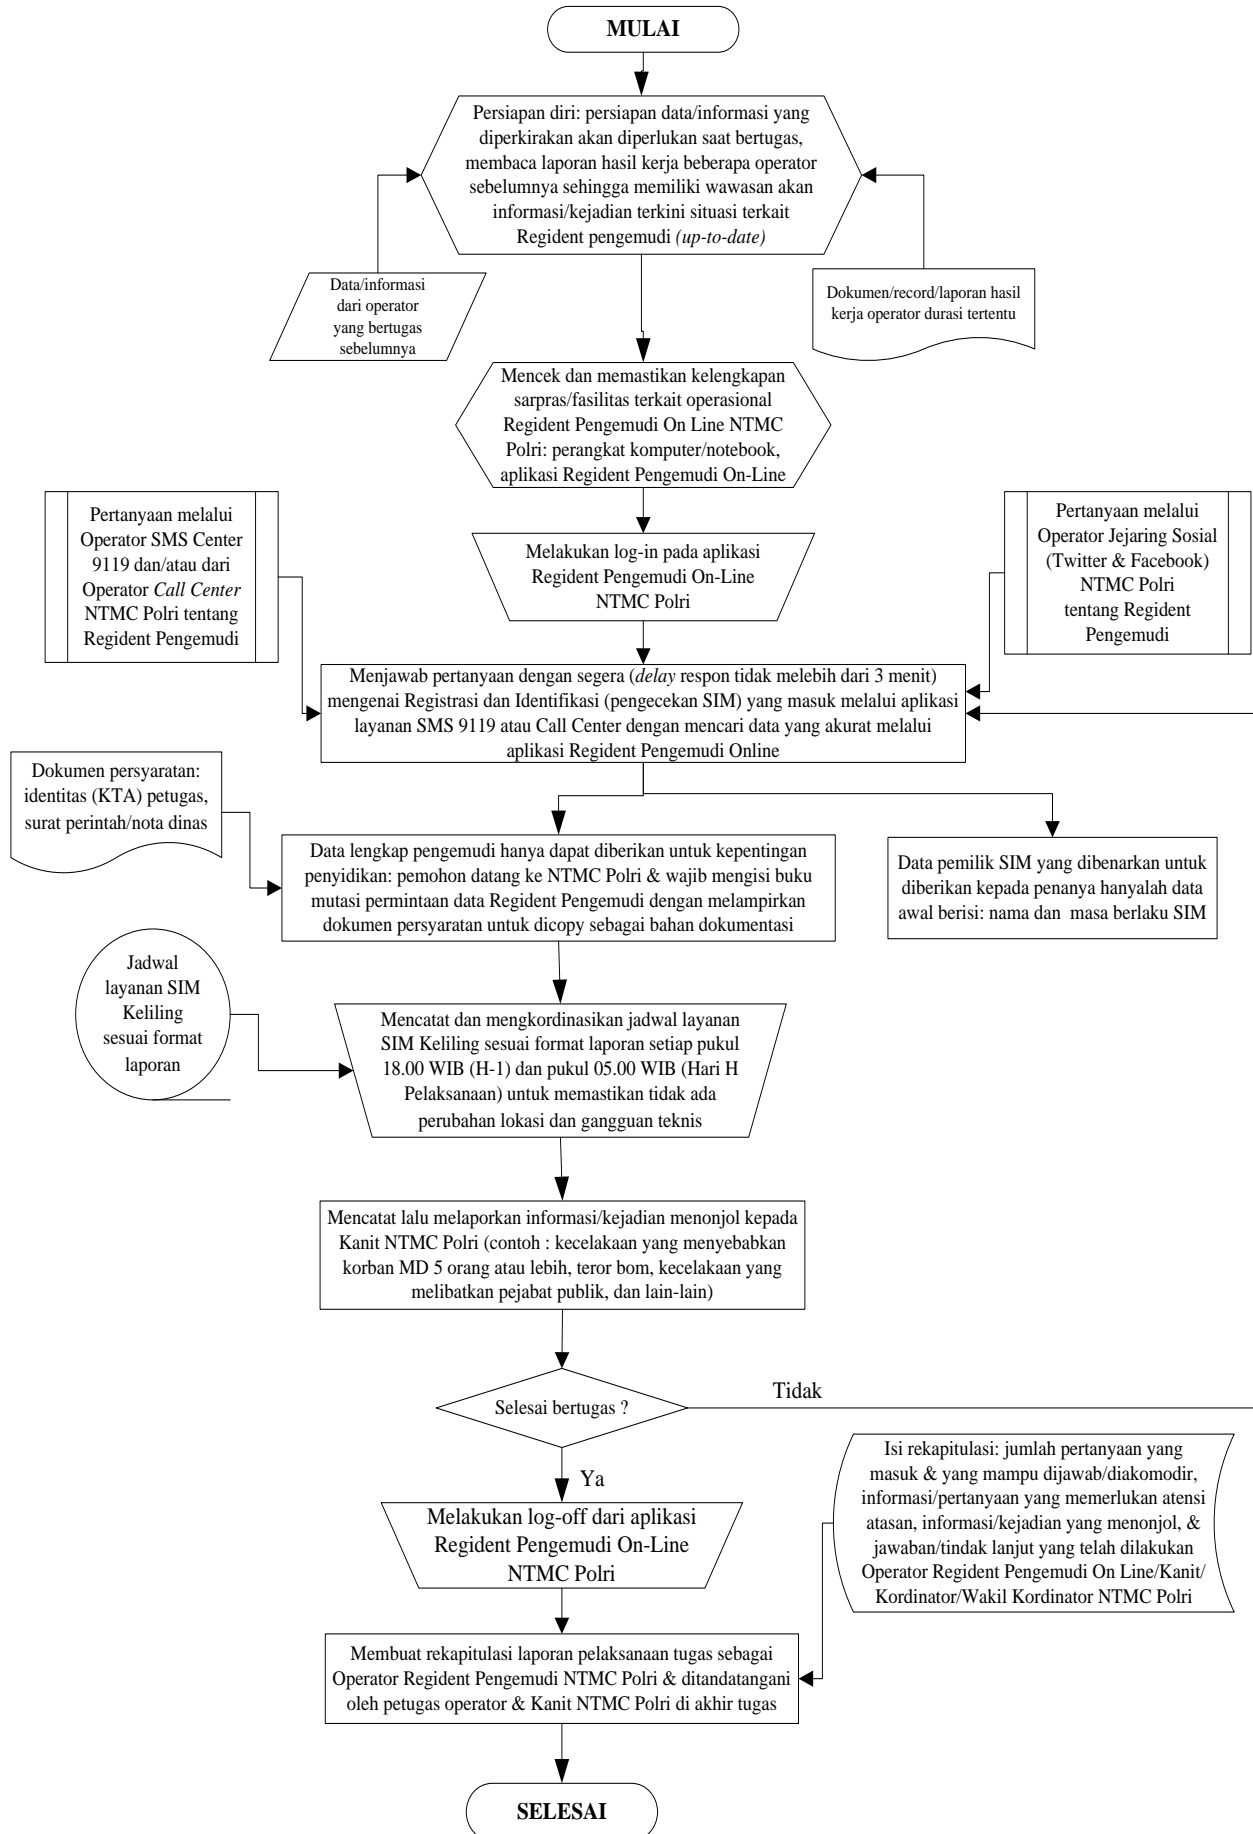 MULAI
Persiapan diri: persiapan data/informasi yang
diperkirakan akan diperlukan saat bertugas,
membaca laporan hasil kerja beberapa operator
sebelumnya sehingga memiliki wawasan akan
informasi/kejadian terkini situasi terkait
Regident pengemudi (up-to-date)
Data/informasi
dari operator
yang bertugas
sebelumnya
Dokumen/record/laporan hasil
kerja operator durasi tertentu
Mencek dan memastikan kelengkapan
sarpras/fasilitas terkait operasional
Regident Pengemudi On Line NTMC
Polri: perangkat komputer/notebook,
aplikasi Regident Pengemudi On-Line
Pertanyaan melalui
Operator SMS Center
9119 dan/atau dari
Operator Call Center
NTMC Polri tentang
Regident Pengemudi
Melakukan log-in pada aplikasi
Regident Pengemudi On-Line
NTMC Polri
Pertanyaan melalui
Operator Jejaring Sosial
(Twitter & Facebook)
NTMC Polri
tentang Regident
Pengemudi
Menjawab pertanyaan dengan segera (delay respon tidak melebih dari 3 menit)
mengenai Registrasi dan Identifikasi (pengecekan SIM) yang masuk melalui aplikasi
layanan SMS 9119 atau Call Center dengan mencari data yang akurat melalui
aplikasi Regident Pengemudi Online
Dokumen persyaratan:
identitas (KTA) petugas,
surat perintah/nota dinas
Data lengkap pengemudi hanya dapat diberikan untuk kepentingan
penyidikan: pemohon datang ke NTMC Polri & wajib mengisi buku
mutasi permintaan data Regident Pengemudi dengan melampirkan
dokumen persyaratan untuk dicopy sebagai bahan dokumentasi
Data pemilik SIM yang dibenarkan untuk
diberikan kepada penanya hanyalah data
awal berisi: nama dan masa berlaku SIM
Jadwal
layanan SIM
Keliling
sesuai format
laporan
Mencatat dan mengkordinasikan jadwal layanan
SIM Keliling sesuai format laporan setiap pukul
18.00 WIB (H-1) dan pukul 05.00 WIB (Hari H
Pelaksanaan) untuk memastikan tidak ada
perubahan lokasi dan gangguan teknis
Mencatat lalu melaporkan informasi/kejadian menonjol kepada
Kanit NTMC Polri (contoh : kecelakaan yang menyebabkan
korban MD 5 orang atau lebih, teror bom, kecelakaan yang
melibatkan pejabat publik, dan lain-lain)
Selesai bertugas ?
Tidak
Ya
Isi rekapitulasi: jumlah pertanyaan yang
masuk & yang mampu dijawab/diakomodir,
informasi/pertanyaan yang memerlukan atensi
atasan, informasi/kejadian yang menonjol, &
jawaban/tindak lanjut yang telah dilakukan
Operator Regident Pengemudi On Line/Kanit/
Kordinator/Wakil Kordinator NTMC Polri
Melakukan log-off dari aplikasi
Regident Pengemudi On-Line
NTMC Polri
Membuat rekapitulasi laporan pelaksanaan tugas sebagai
Operator Regident Pengemudi NTMC Polri & ditandatangani
oleh petugas operator & Kanit NTMC Polri di akhir tugas
SELESAI